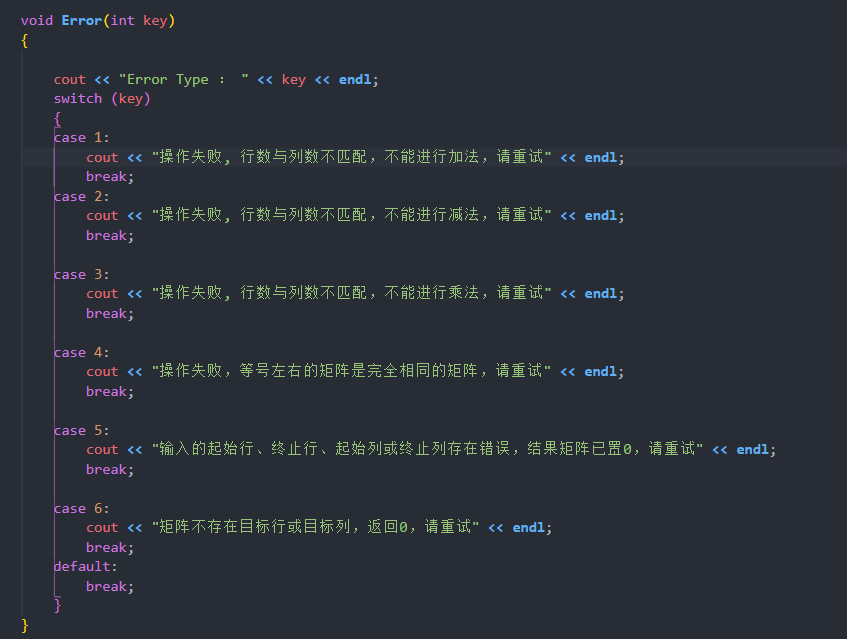 void Error(int key)
{
cout << "Error Type ： " << key << endl;
switch (key)
{
case 1:
cout << "操作失败, 行数与列数不匹配，不能进行加法，请重试" << endl;
break;
case 2:
cout << "操作失败, 行数与列数不匹配，不能进行减法，请重试" << endl;
break;
case 3:
cout << "操作失败, 行数与列数不匹配，不能进行乘法，请重试" << endl;
break;
case 4:
cout << "操作失败，等号左右的矩阵是完全相同的矩阵，请重试" << endl;
break;
case 5:
cout << "输入的起始行、终止行、起始列或终止列存在错误，结果矩阵已置0，请重试" << endl;
break;
case 6:
cout << "矩阵不存在目标行或目标列，返回0，请重试" << endl;
break;
default:
break;
}
}